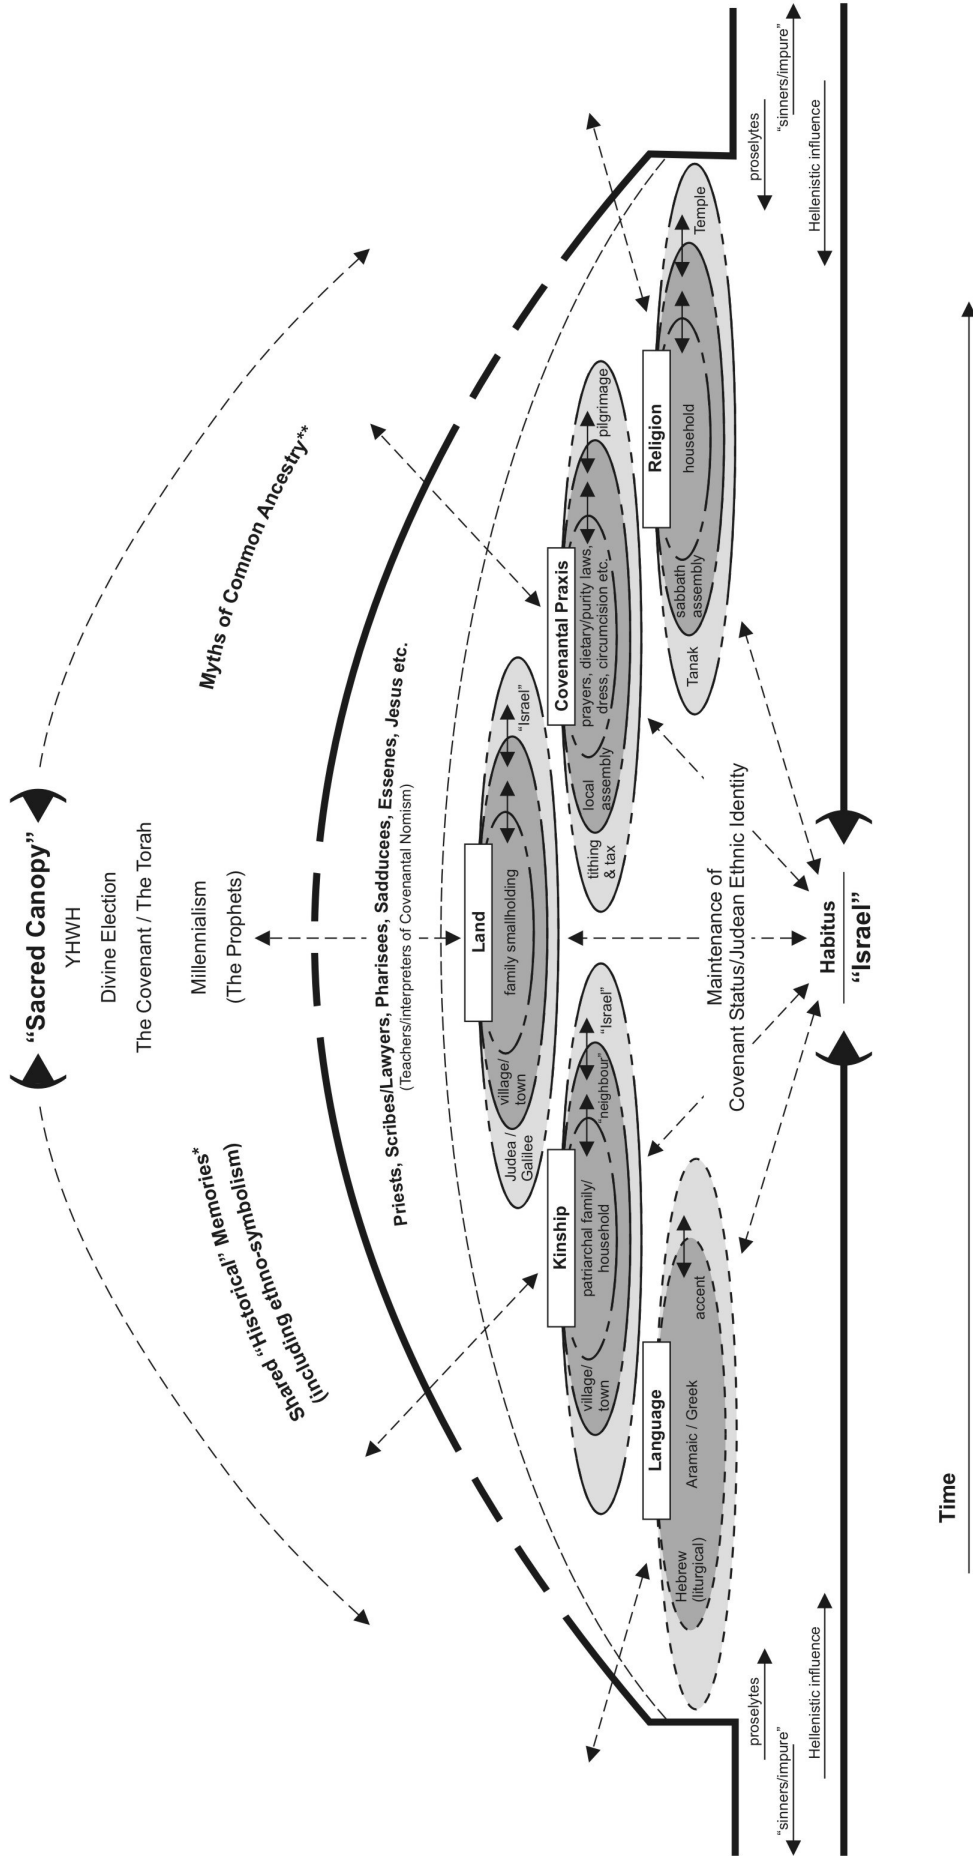 “Sacred Canopy”
YHWH
Divine Election
The Covenant / The Torah
Millennialism
(The Prophets)
Shared “Historical” Memories*
(including ethno-symbolism)
Myths of Common Ancestry**
Priests, Scribes/Lawyers, Pharisees, Sadducees, Essenes, Jesus etc.
(Teachers/interpreters of Covenantal Nomism)
Land
family smallholding
village/
town
Judea /
Galilee
“Israel”
Kinship
patriarchal family/
household
village/
town
“neighbour”
“Israel”
Covenantal Praxis
prayers, dietary/purity laws,
dress, circumcision etc.
local
assembly
tithing
& tax
pilgrimage
Language
Aramaic / Greek
Hebrew
(liturgical)
accent
Religion
household
sabbath
assembly
Tanak
Temple
Maintenance of
Covenant Status/Judean Ethnic Identity
proselytes
“sinners/impure”
Hellenistic influence
proselytes
“sinners/impure”
Hellenistic influence
Habitus
“Israel”
Time